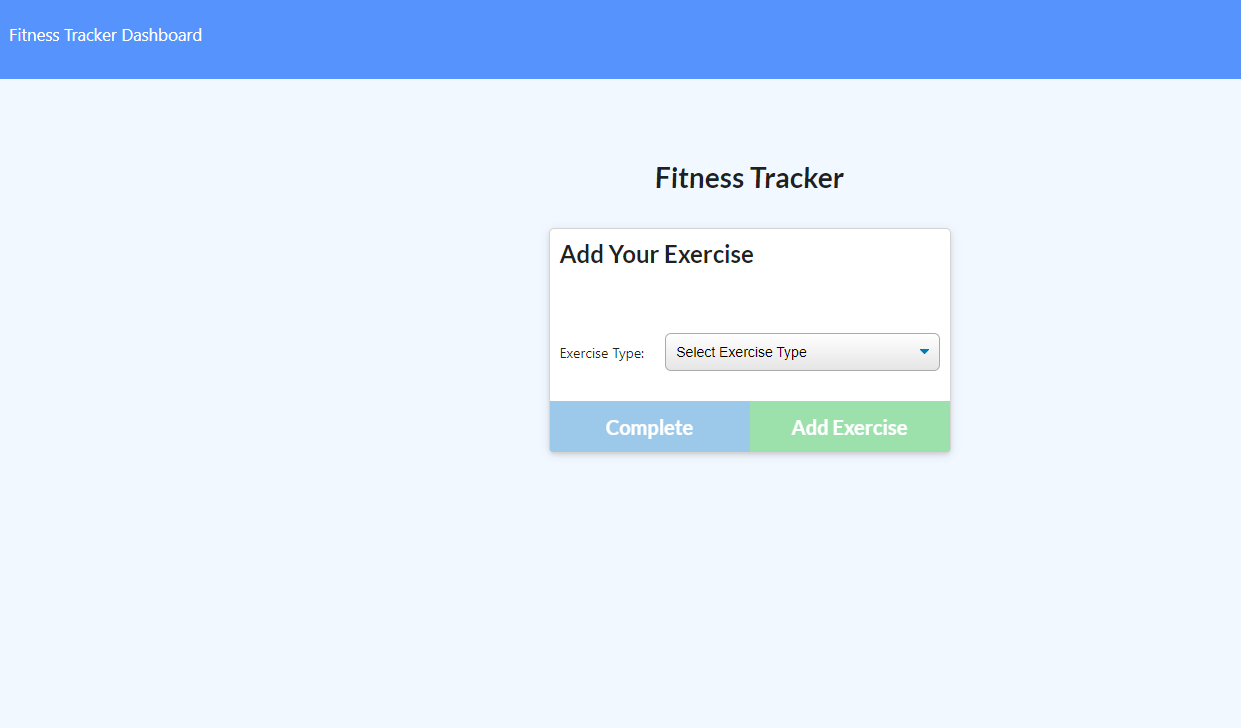 Fitness Tracker Dashboard
Fitness Tracker
Add Your Exercise
Exercise Type: Select Exercise Type
Complete Add Exercise